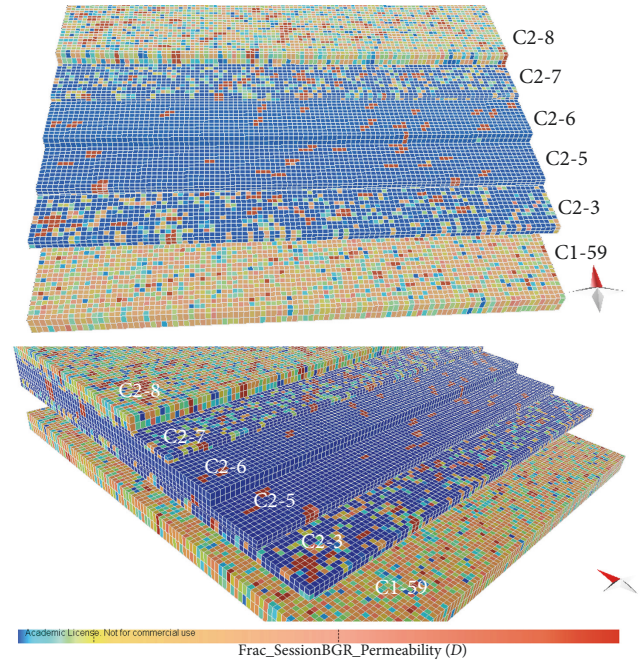 C2-8
C2-7
C2-6
C2-5
C2-3
C1-59
C2-8
C2-7
C2-6
C2-5
C2-3
C1-59
Academic License. Not for commercial use
Frac_SessionBGR_Permeability (D)